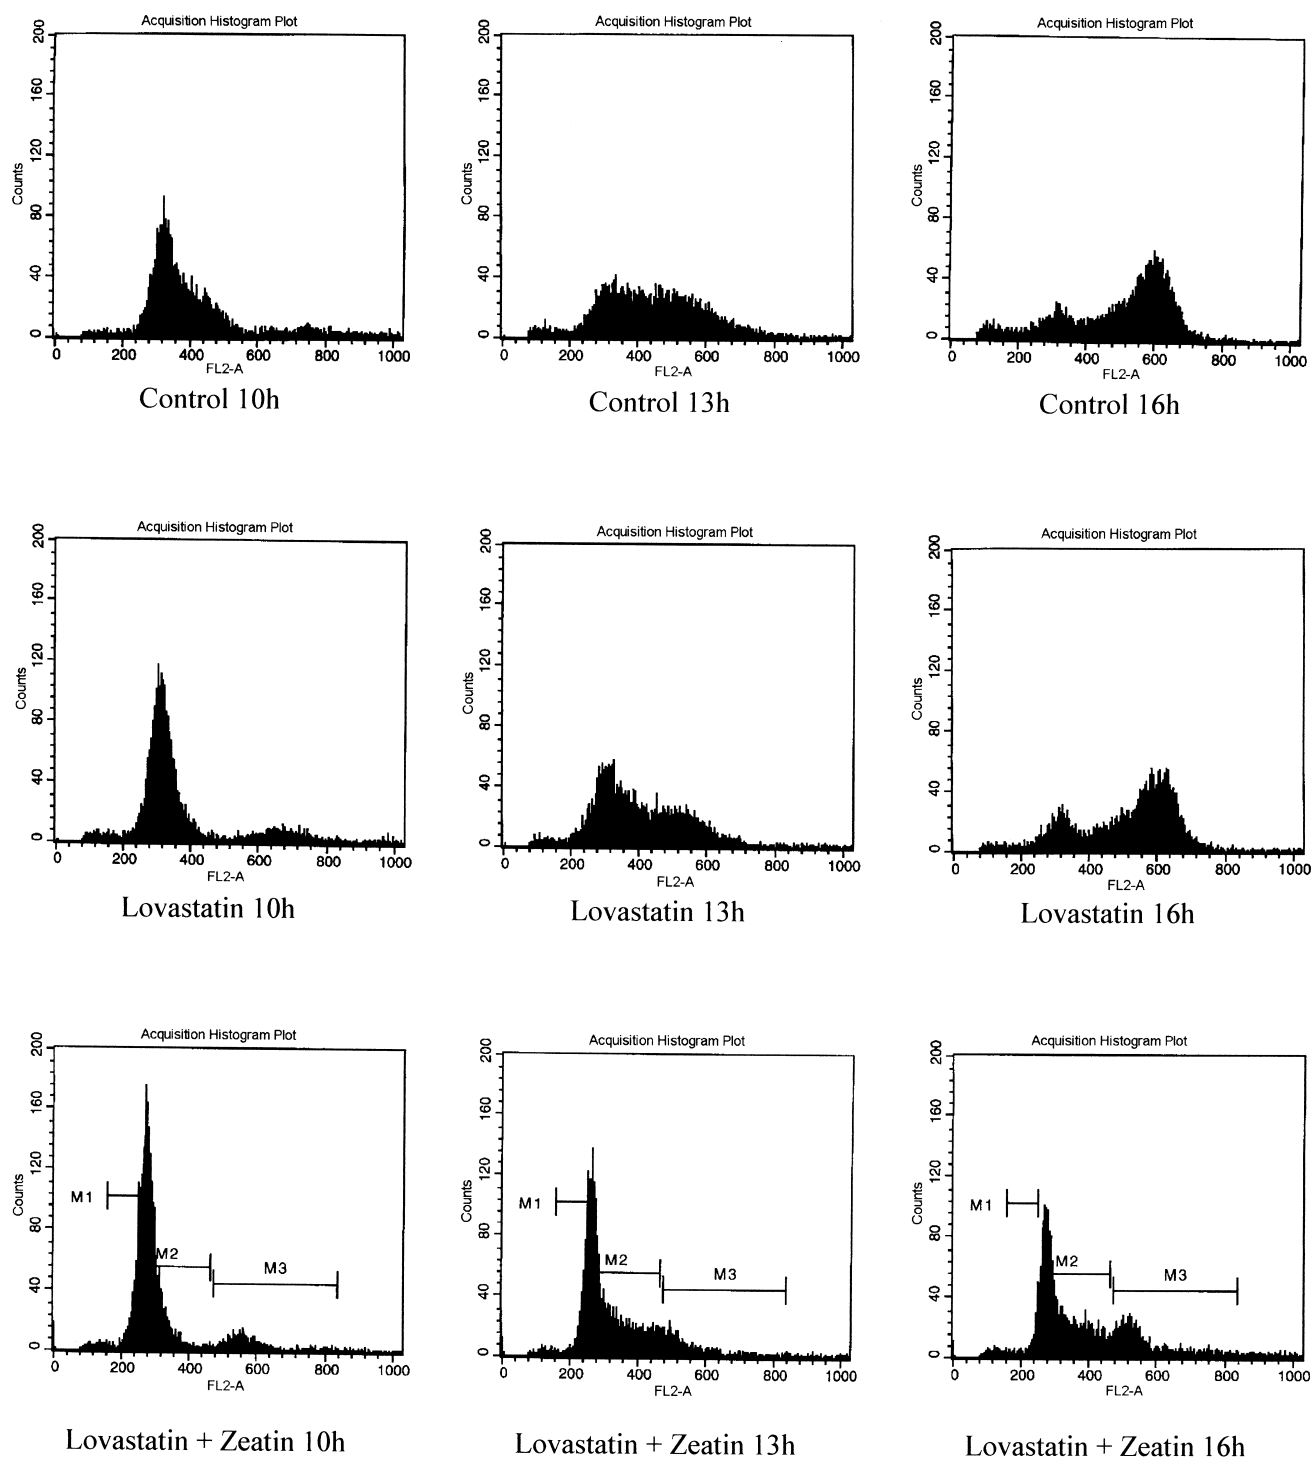 Acquisition Histogram Plot
Acquisition Histogram Plot
Acquisition Histogram Plot
200
160
120
80
40
0
Counts
0 200 400 600 800 1000
FL2-A
Control 10h
200
160
120
80
40
0
Counts
0 200 400 600 800 1000
FL2-A
Control 13h
200
160
120
80
40
0
Counts
0 200 400 600 800 1000
FL2-A
Control 16h
Acquisition Histogram Plot
200
160
120
80
40
0
Counts
0 200 400 600 800 1000
FL2-A
Lovastatin 10h
Acquisition Histogram Plot
200
160
120
80
40
0
Counts
0 200 400 600 800 1000
FL2-A
Lovastatin 13h
Acquisition Histogram Plot
200
160
120
80
40
0
Counts
0 200 400 600 800 1000
FL2-A
Lovastatin 16h
Acquisition Histogram Plot
200
160
120
80
40
0
Counts
M1
M2
M3
0 200 400 600 800 1000
FL2-A
Lovastatin + Zeatin 10h
Acquisition Histogram Plot
200
160
120
80
40
0
Counts
M1
M2
M3
0 200 400 600 800 1000
FL2-A
Lovastatin + Zeatin 13h
Acquisition Histogram Plot
200
160
120
80
40
0
Counts
M1
M2
M3
0 200 400 600 800 1000
FL2-A
Lovastatin + Zeatin 16h